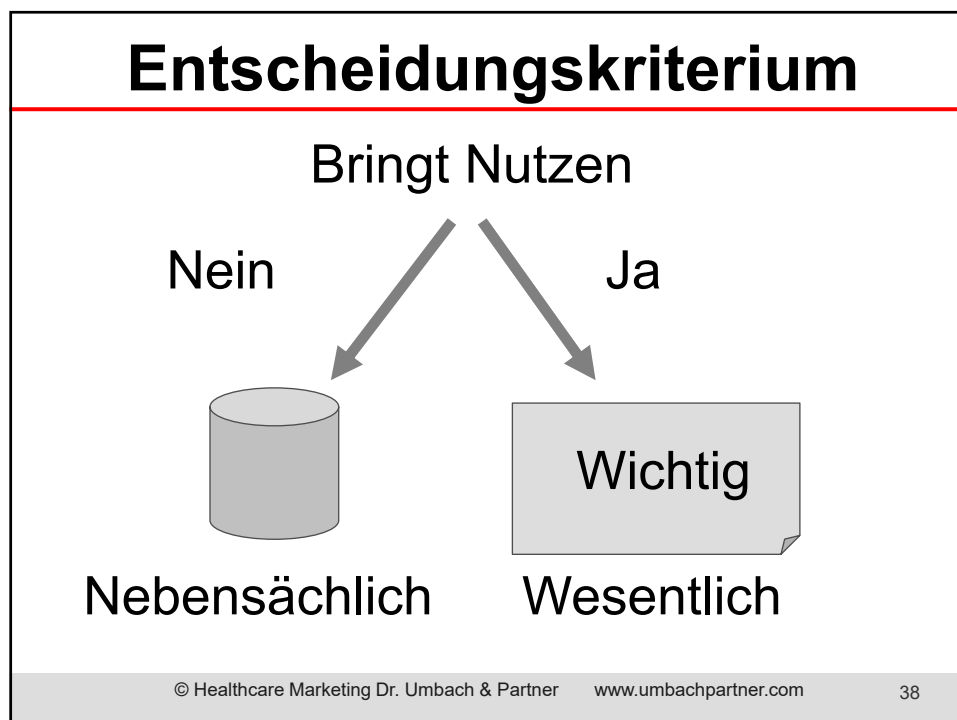 Entscheidungskriterium
Bringt Nutzen
Nein Ja
Wichtig
Nebensächlich Wesentlich
© Healthcare Marketing Dr. Umbach & Partner www.umbachpartner.com 38